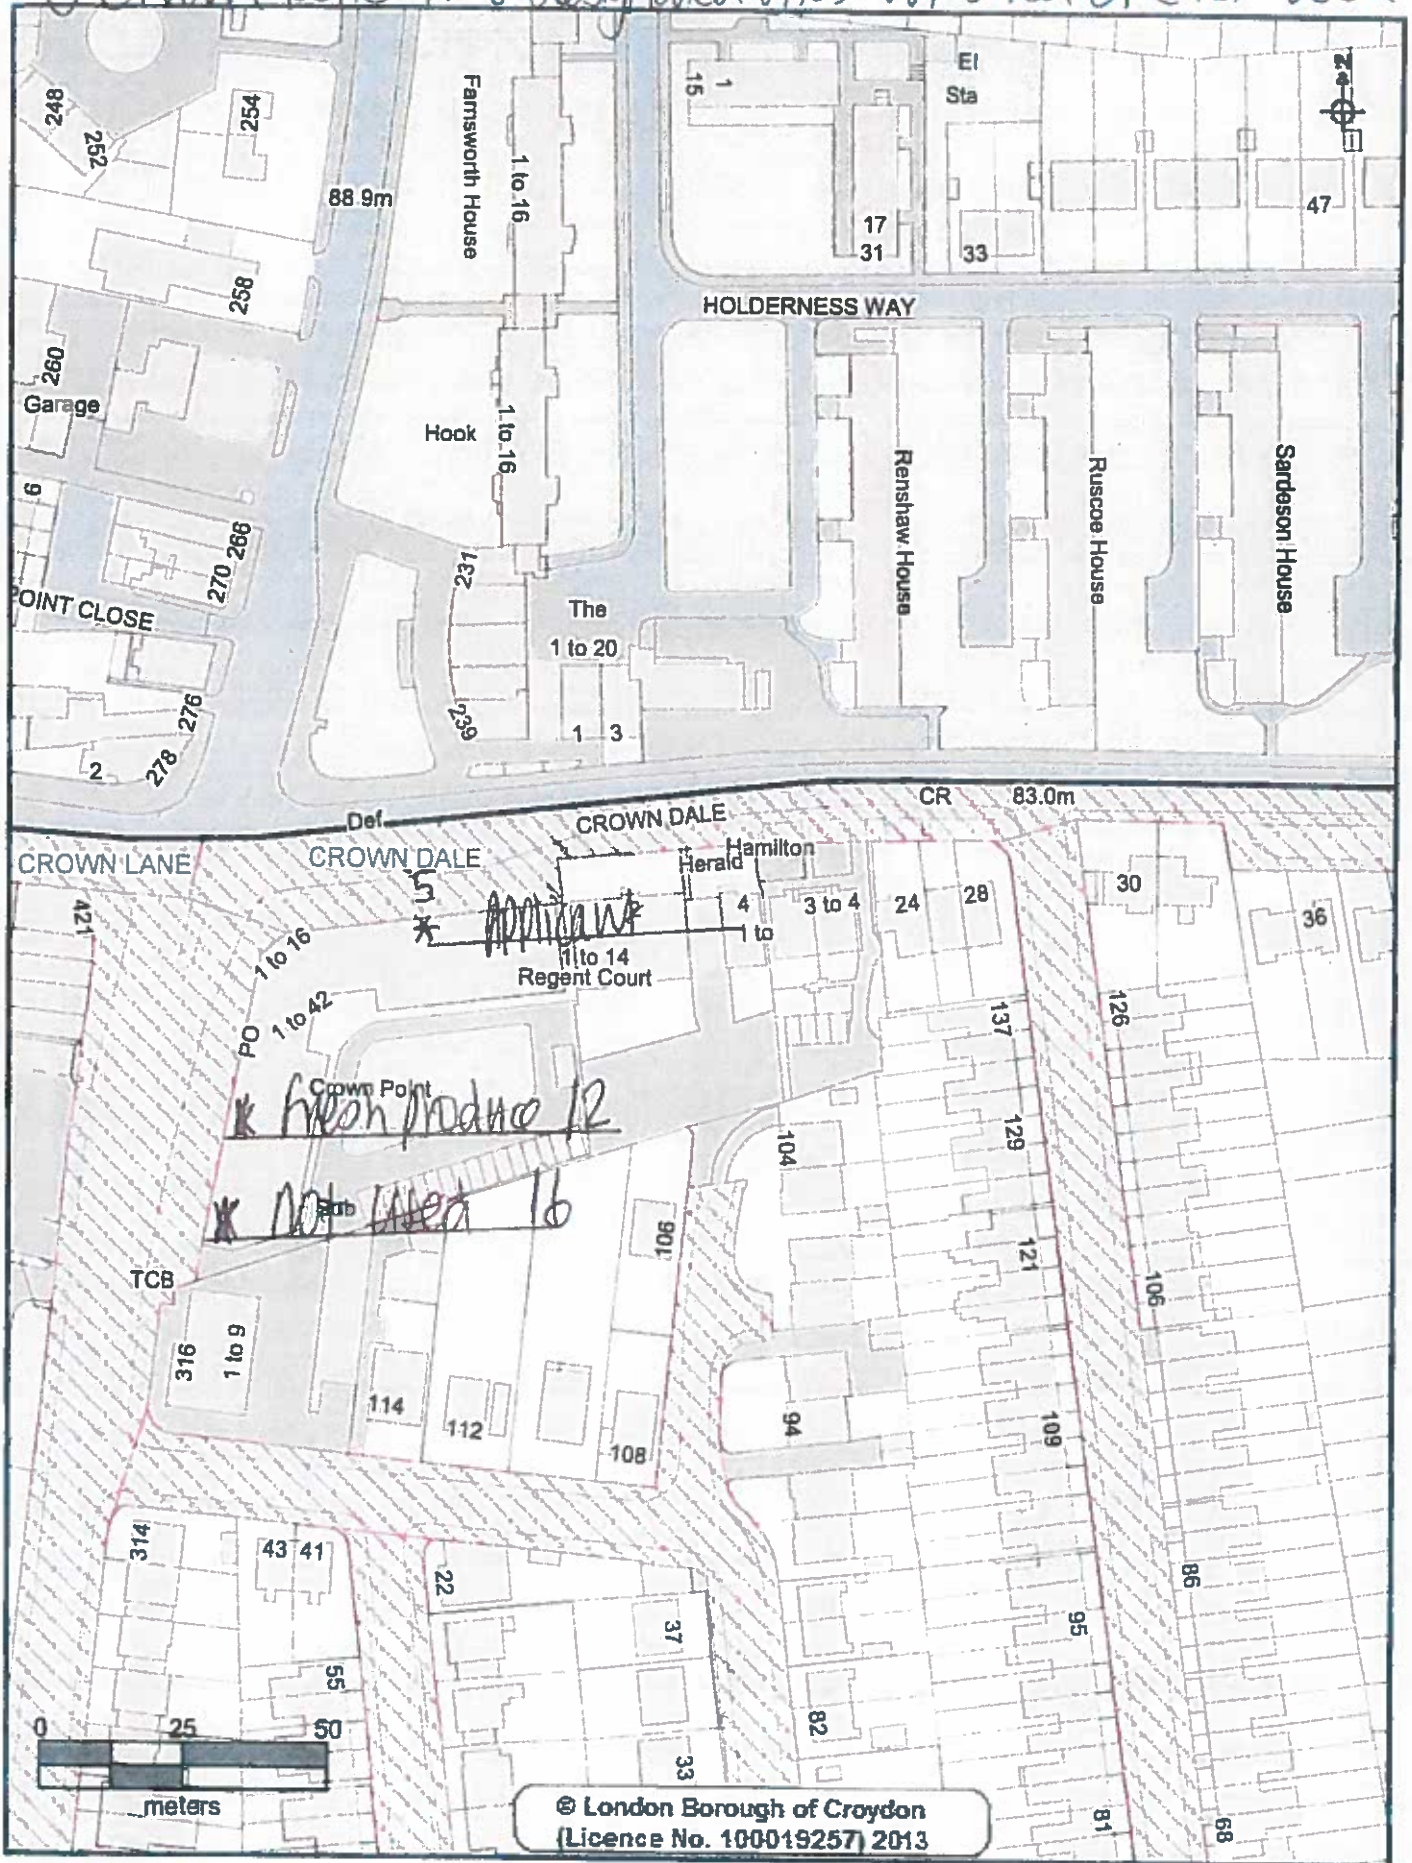 El
Sta
N
248
252
254
88.9m
Farnsworth House
1 to 16
15
1
17
31
33
47
258
HOLDERNESS WAY
260
Garage
Hook
1 to 16
Renshaw House
Ruscoe House
Sardeson House
6
266
270
231
POINT CLOSE
The
1 to 20
276
239
1
3
2
278
Def
CROWN DALE
CR
83.0m
CROWN LANE
CROWN DALE
Herald
Hamilton
421
5
* Applicant
4
3 to 4
24
28
30
36
1 to 16
1 to
1 to 14
Regent Court
PO
1 to 42
137
126
Crown Point
* fresh produce 12
104
129
* Not used 16
106
121
TCB
106
316
1 to 9
114
112
108
94
109
314
43
41
22
86
37
95
55
82
33
81
68
0
25
50
meters
© London Borough of Croydon
(Licence No. 100019257) 2013